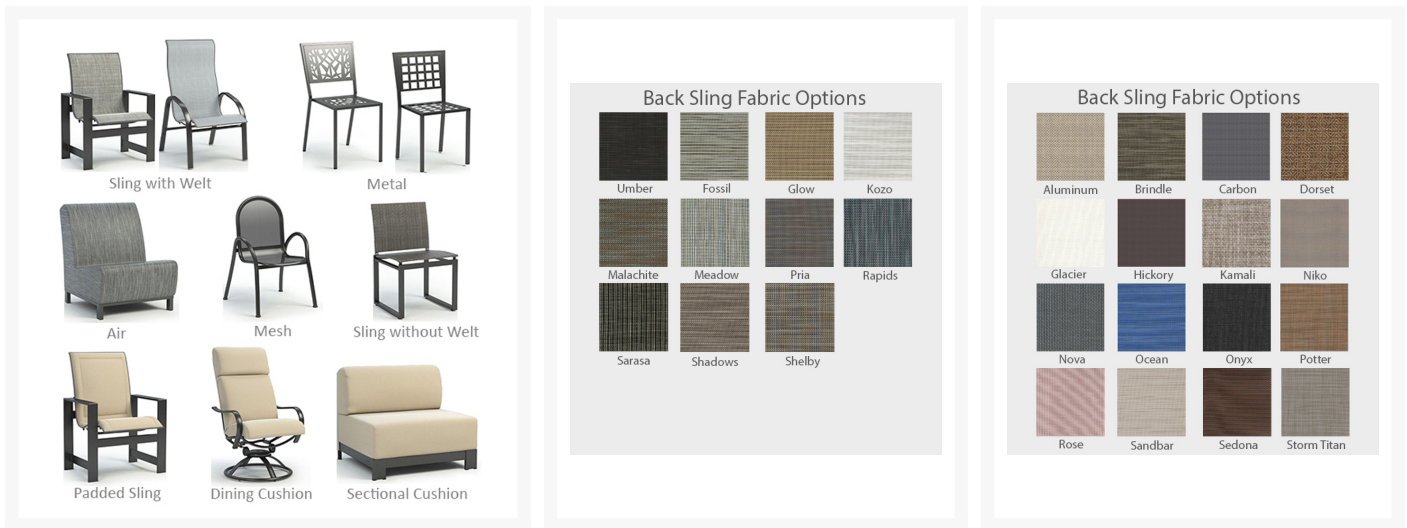 Sling with Welt
Metal
Air
Mesh
Sling without Welt
Padded Sling
Dining Cushion
Sectional Cushion
Back Sling Fabric Options
Umber
Fossil
Glow
Kozo
Malachite
Meadow
Pria
Rapids
Sarasa
Shadows
Shelby
Back Sling Fabric Options
Aluminum
Brindle
Carbon
Dorset
Glacier
Hickory
Kamali
Niko
Nova
Ocean
Onyx
Potter
Rose
Sandbar
Sedona
Storm Titan